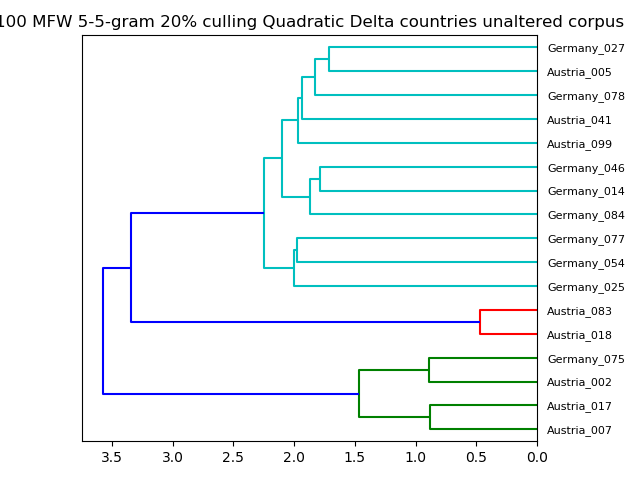 100 MFW 5-5-gram 20% culling Quadratic Delta countries unaltered corpus
Germany_027
Austria_005
Germany_078
Austria_041
Austria_099
Germany_046
Germany_014
Germany_084
Germany_077
Germany_054
Germany_025
Austria_083
Austria_018
Germany_075
Austria_002
Austria_017
Austria_007
3.5 3.0 2.5 2.0 1.5 1.0 0.5 0.0